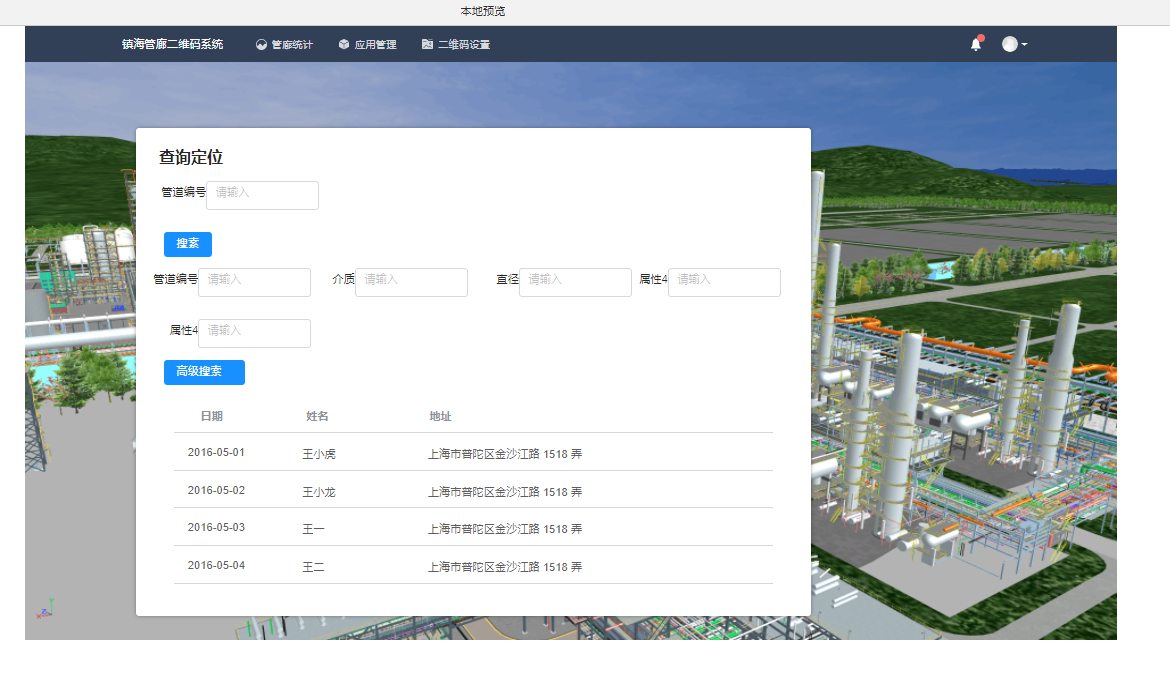 本地预览
镇海管廊二维码系统 管廊统计 应用管理 二维码设置
查询定位
管道编号 请输入
搜索
管道编号 请输入 介质 请输入 直径 请输入 属性4 请输入
属性4 请输入
高级搜索
日期 姓名 地址
2016-05-01 王小虎 上海市普陀区金沙江路 1518 弄
2016-05-02 王小龙 上海市普陀区金沙江路 1518 弄
2016-05-03 王一 上海市普陀区金沙江路 1518 弄
2016-05-04 王二 上海市普陀区金沙江路 1518 弄